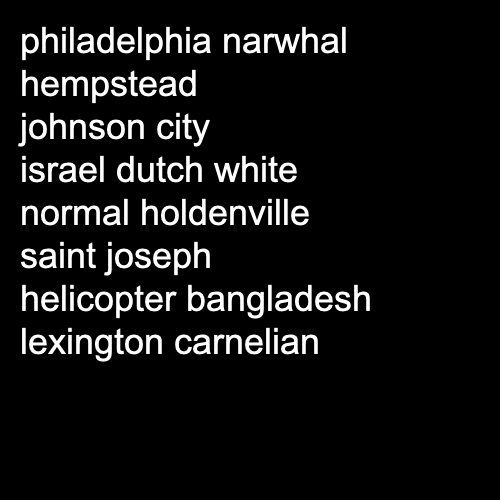 philadelphia narwhal
hempstead
johnson city
israel dutch white
normal holdenville
saint joseph
helicopter bangladesh
lexington carnelian